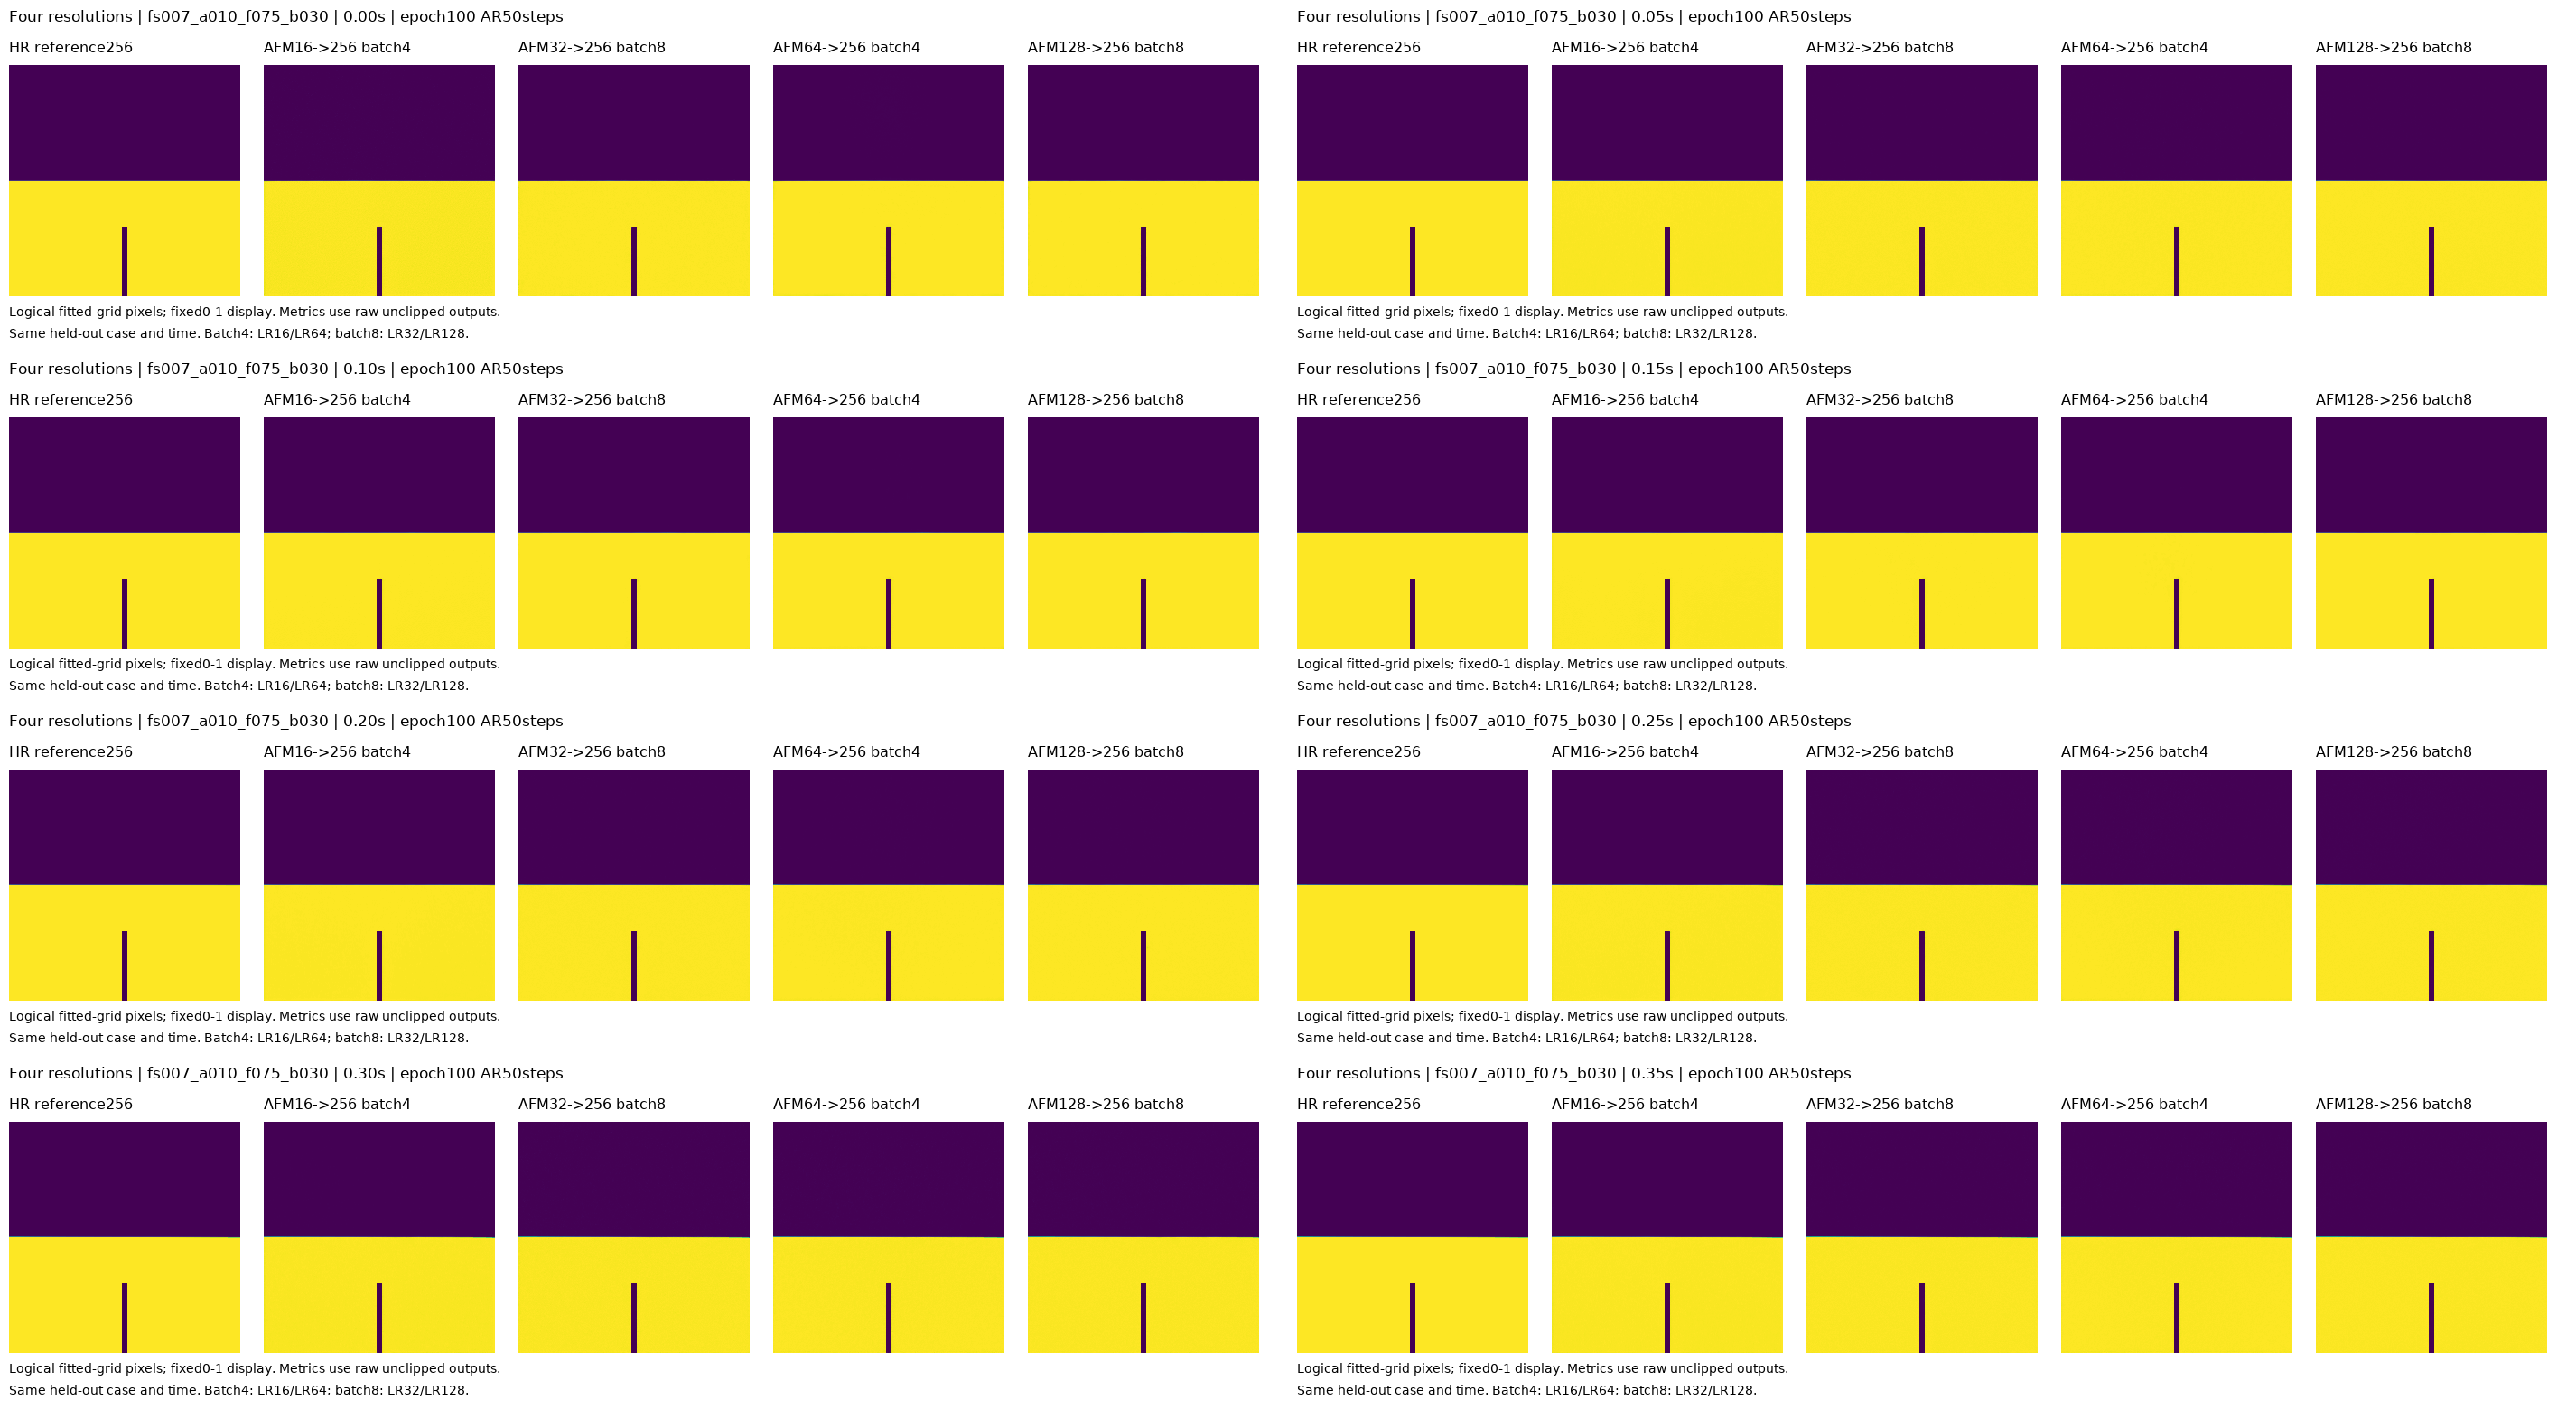 Four resolutions | fs007_a010_f075_b030 | 0.00s | epoch100 AR50steps
HR reference256 AFM16->256 batch4 AFM32->256 batch8 AFM64->256 batch4 AFM128->256 batch8
Logical fitted-grid pixels; fixed0-1 display. Metrics use raw unclipped outputs.
Same held-out case and time. Batch4: LR16/LR64; batch8: LR32/LR128.
Four resolutions | fs007_a010_f075_b030 | 0.05s | epoch100 AR50steps
HR reference256 AFM16->256 batch4 AFM32->256 batch8 AFM64->256 batch4 AFM128->256 batch8
Logical fitted-grid pixels; fixed0-1 display. Metrics use raw unclipped outputs.
Same held-out case and time. Batch4: LR16/LR64; batch8: LR32/LR128.
Four resolutions | fs007_a010_f075_b030 | 0.10s | epoch100 AR50steps
HR reference256 AFM16->256 batch4 AFM32->256 batch8 AFM64->256 batch4 AFM128->256 batch8
Logical fitted-grid pixels; fixed0-1 display. Metrics use raw unclipped outputs.
Same held-out case and time. Batch4: LR16/LR64; batch8: LR32/LR128.
Four resolutions | fs007_a010_f075_b030 | 0.15s | epoch100 AR50steps
HR reference256 AFM16->256 batch4 AFM32->256 batch8 AFM64->256 batch4 AFM128->256 batch8
Logical fitted-grid pixels; fixed0-1 display. Metrics use raw unclipped outputs.
Same held-out case and time. Batch4: LR16/LR64; batch8: LR32/LR128.
Four resolutions | fs007_a010_f075_b030 | 0.20s | epoch100 AR50steps
HR reference256 AFM16->256 batch4 AFM32->256 batch8 AFM64->256 batch4 AFM128->256 batch8
Logical fitted-grid pixels; fixed0-1 display. Metrics use raw unclipped outputs.
Same held-out case and time. Batch4: LR16/LR64; batch8: LR32/LR128.
Four resolutions | fs007_a010_f075_b030 | 0.25s | epoch100 AR50steps
HR reference256 AFM16->256 batch4 AFM32->256 batch8 AFM64->256 batch4 AFM128->256 batch8
Logical fitted-grid pixels; fixed0-1 display. Metrics use raw unclipped outputs.
Same held-out case and time. Batch4: LR16/LR64; batch8: LR32/LR128.
Four resolutions | fs007_a010_f075_b030 | 0.30s | epoch100 AR50steps
HR reference256 AFM16->256 batch4 AFM32->256 batch8 AFM64->256 batch4 AFM128->256 batch8
Logical fitted-grid pixels; fixed0-1 display. Metrics use raw unclipped outputs.
Same held-out case and time. Batch4: LR16/LR64; batch8: LR32/LR128.
Four resolutions | fs007_a010_f075_b030 | 0.35s | epoch100 AR50steps
HR reference256 AFM16->256 batch4 AFM32->256 batch8 AFM64->256 batch4 AFM128->256 batch8
Logical fitted-grid pixels; fixed0-1 display. Metrics use raw unclipped outputs.
Same held-out case and time. Batch4: LR16/LR64; batch8: LR32/LR128.